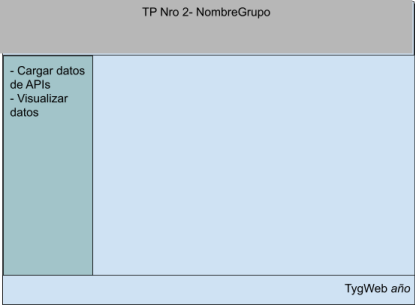 TP Nro 2- NombreGrupo
- Cargar datos
de APIs
- Visualizar
datos
TygWeb año